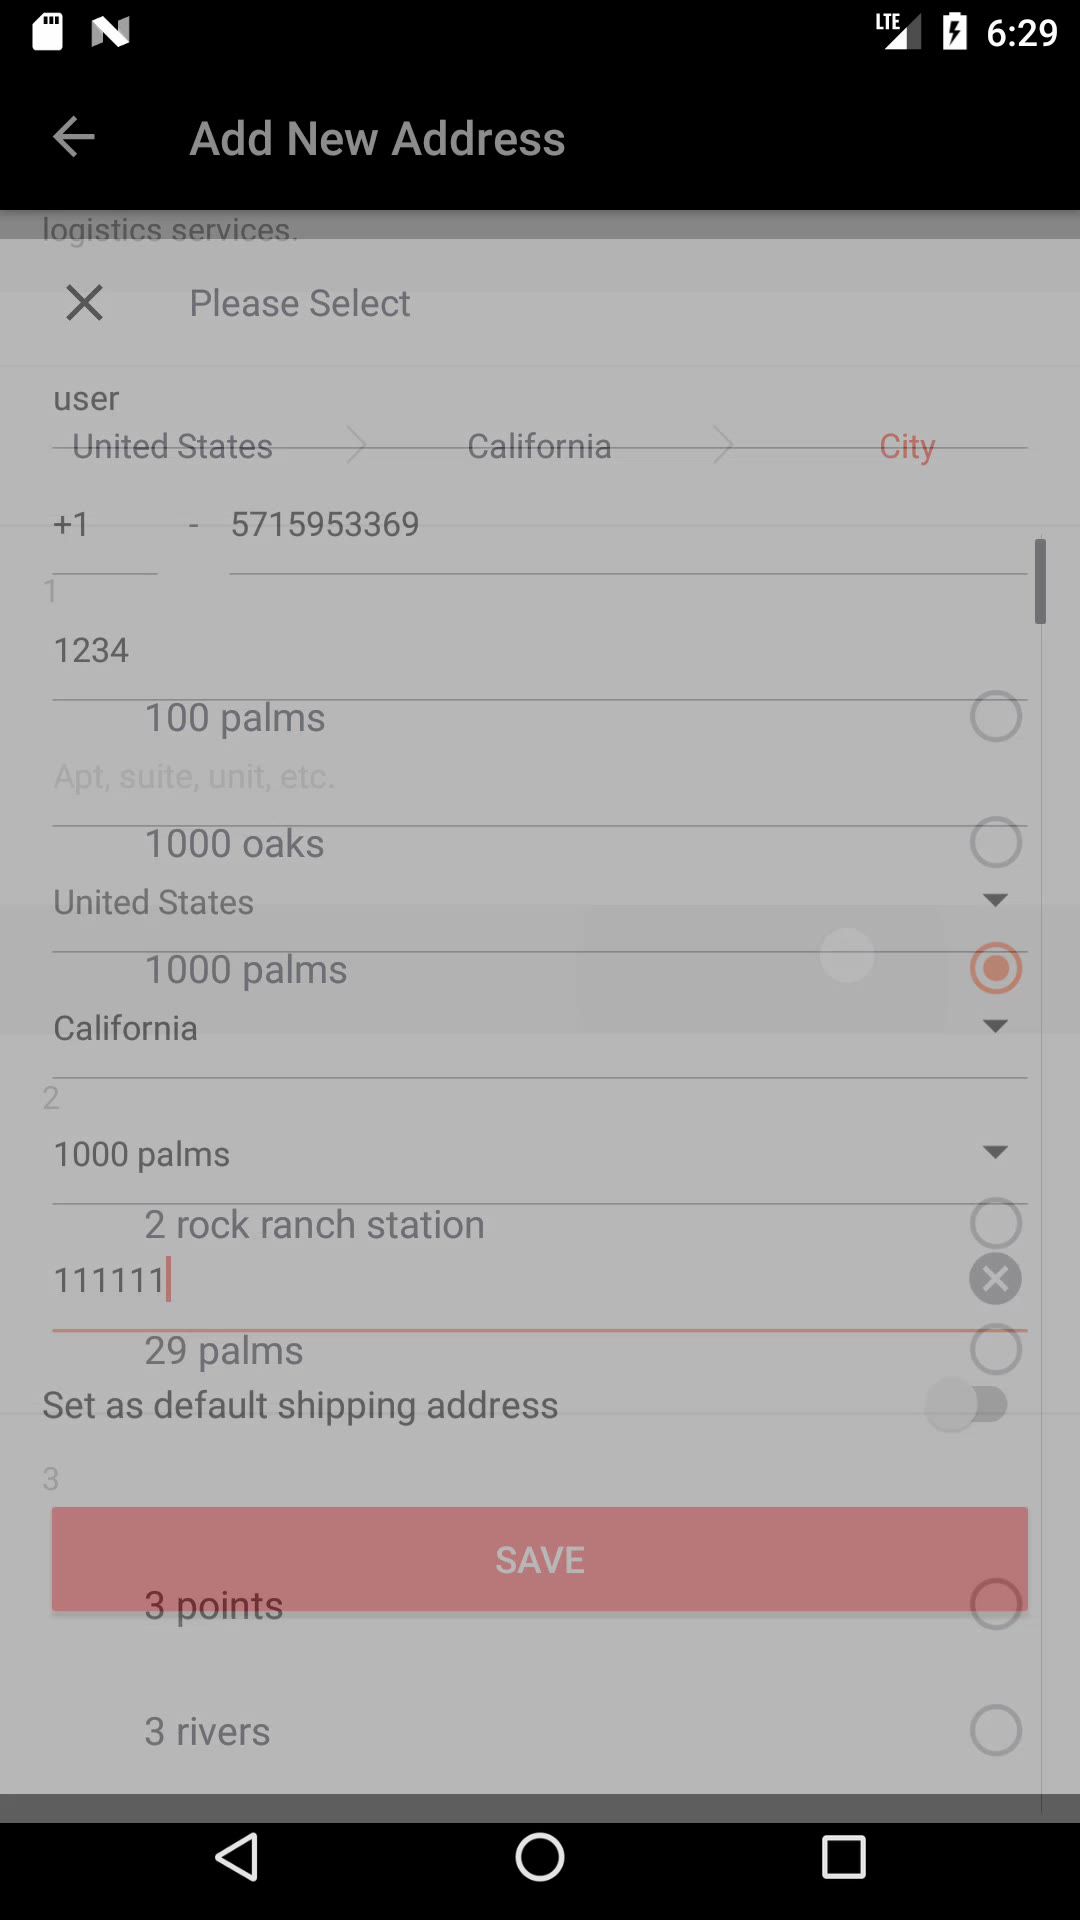 LTE 6:29
Add New Address
logistics services.
Please Select
user
United States California City
+1 - 5715953369
1
1234
100 palms
Apt, suite, unit, etc.
1000 oaks
United States
1000 palms
California
2
1000 palms
2 rock ranch station
111111
29 palms
Set as default shipping address
3
SAVE
3 points
3 rivers